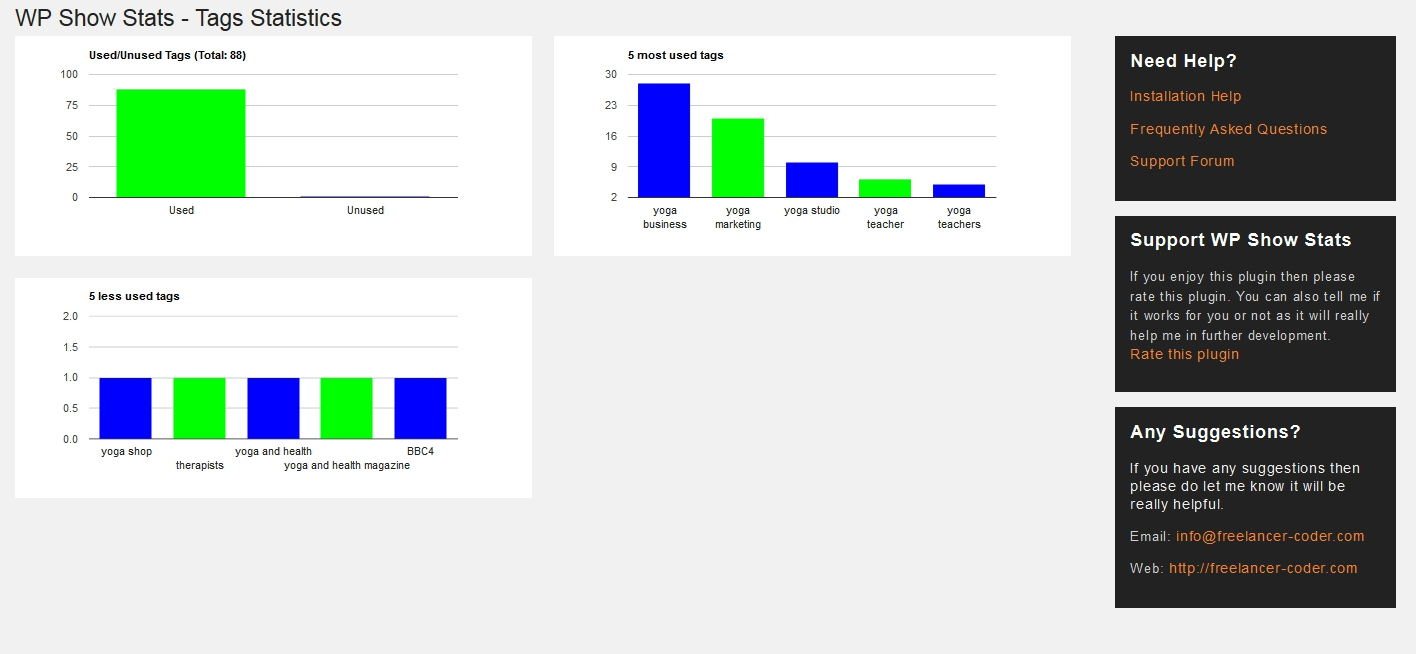 WP Show Stats - Tags Statistics
Used/Unused Tags (Total: 88)
100
75
50
25
0
Used Unused
5 most used tags
30
23
16
9
2
yoga business
yoga marketing
yoga studio
yoga teacher
yoga teachers
5 less used tags
2.0
1.5
1.0
0.5
0.0
yoga shop
therapists
yoga and health
yoga and health magazine
BBC4
Need Help?
Installation Help
Frequently Asked Questions
Support Forum
Support WP Show Stats
If you enjoy this plugin then please
rate this plugin. You can also tell me if
it works for you or not as it will really
help me in further development.
Rate this plugin
Any Suggestions?
If you have any suggestions then
please do let me know it will be
really helpful.
Email: info@freelancer-coder.com
Web: http://freelancer-coder.com